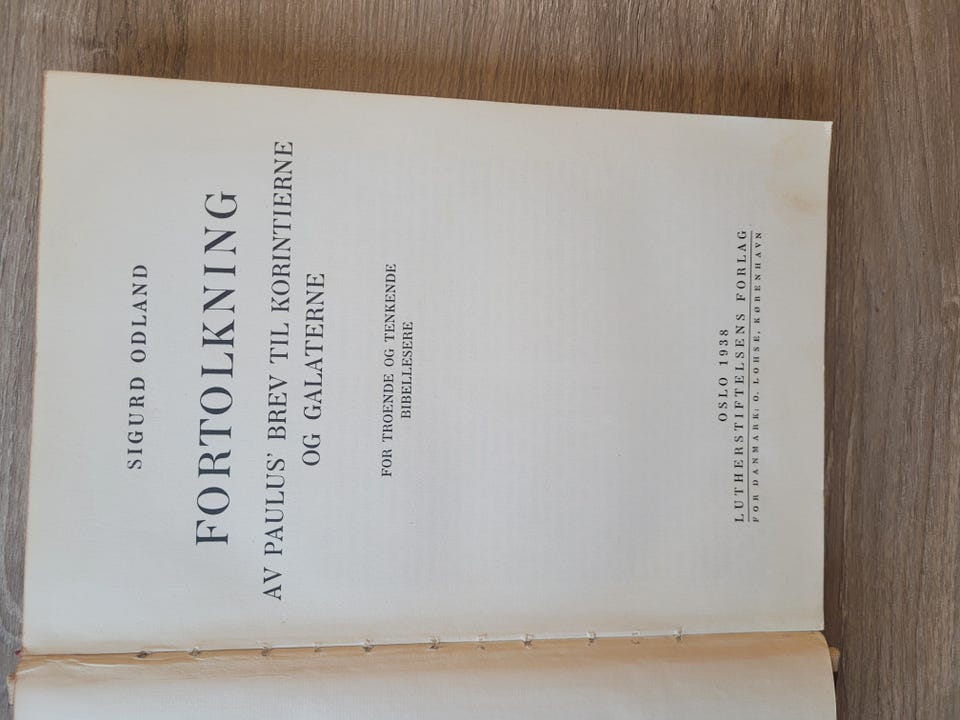 SIGURD ODLAND
FORTOLKNING
AV PAULUS' BREV TIL KORINTIERNE
OG GALATERNE
FOR TROENDE OG TENKENDE
BIBELLESERE
OSLO 1938
LUTHERSTIFTELSENS FORLAG
FOR DANMARK: O. LOHSE, KØBENHAVN